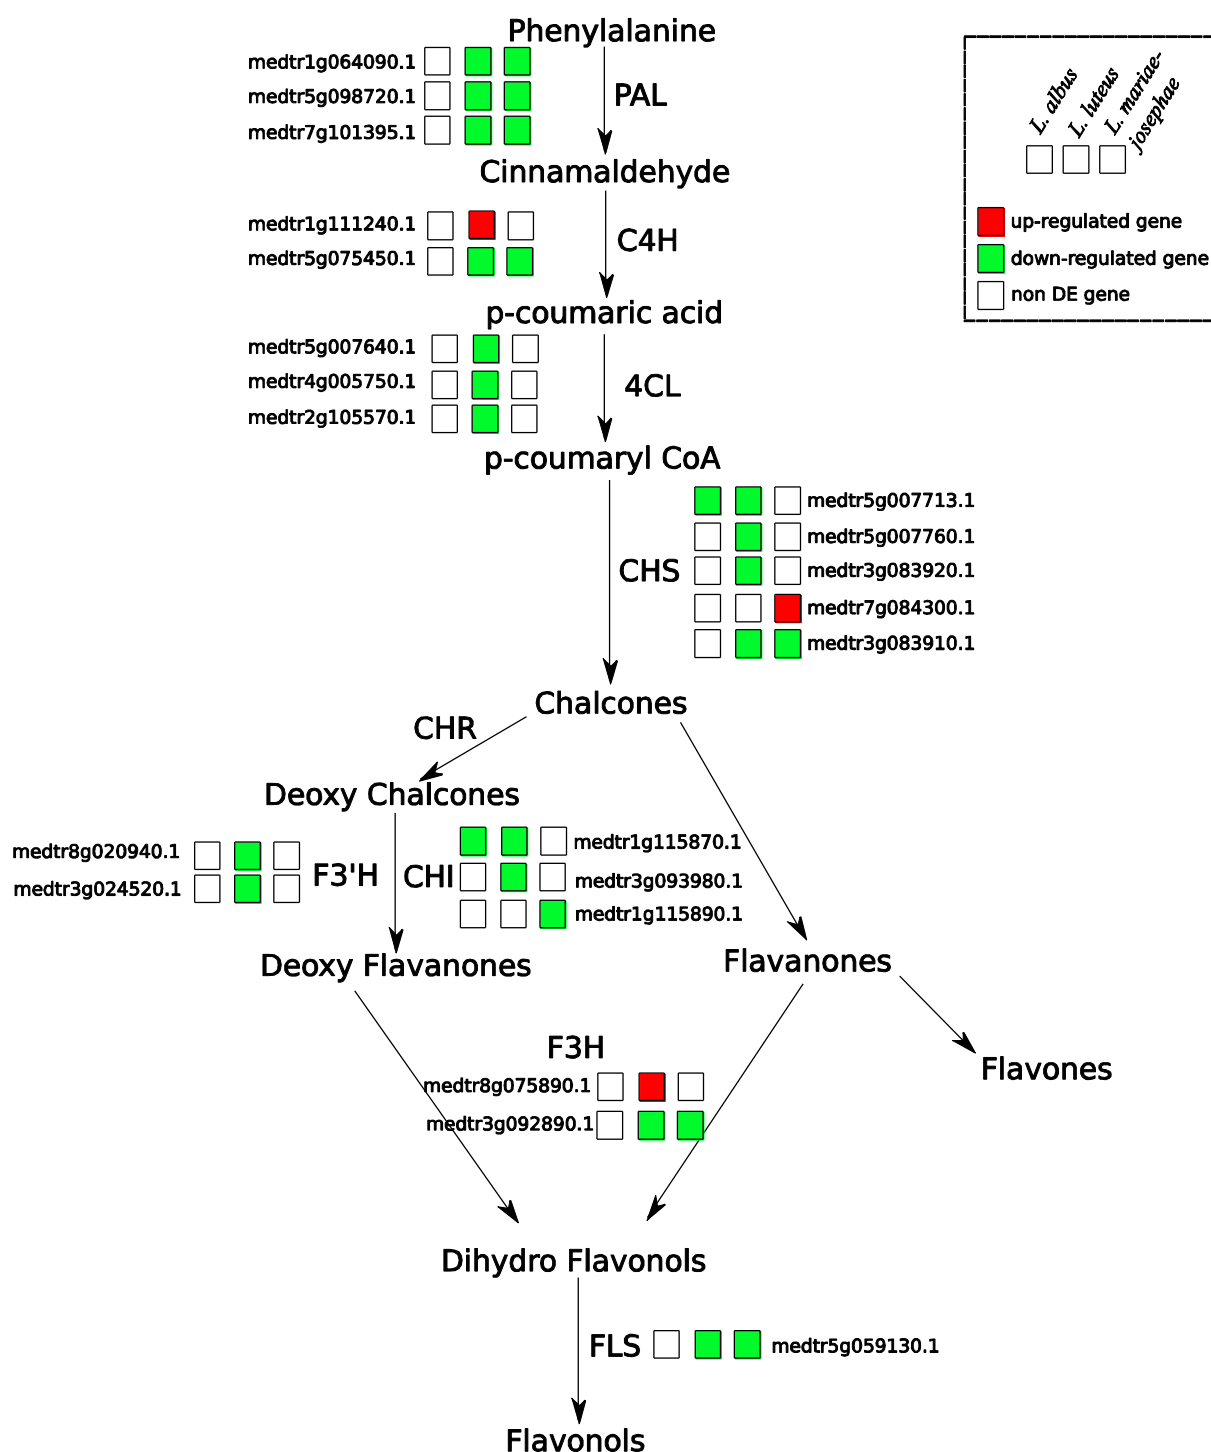 Phenylalanine
medtr1g064090.1
medtr5g098720.1
medtr7g101395.1
PAL
L. albus
L. luteus
L. mariae-
josephae
up-regulated gene
down-regulated gene
non DE gene
Cinnamaldehyde
medtr1g111240.1
medtr5g075450.1
C4H
p-coumaric acid
medtr5g007640.1
medtr4g005750.1
medtr2g105570.1
4CL
p-coumaryl CoA
CHS
medtr5g007713.1
medtr5g007760.1
medtr3g083920.1
medtr7g084300.1
medtr3g083910.1
Chalcones
CHR
Deoxy Chalcones
medtr8g020940.1
medtr3g024520.1
F3'H
CHI
medtr1g115870.1
medtr3g093980.1
medtr1g115890.1
Deoxy Flavanones
Flavanones
F3H
medtr8g075890.1
medtr3g092890.1
Flavones
Dihydro Flavonols
FLS
medtr5g059130.1
Flavonols